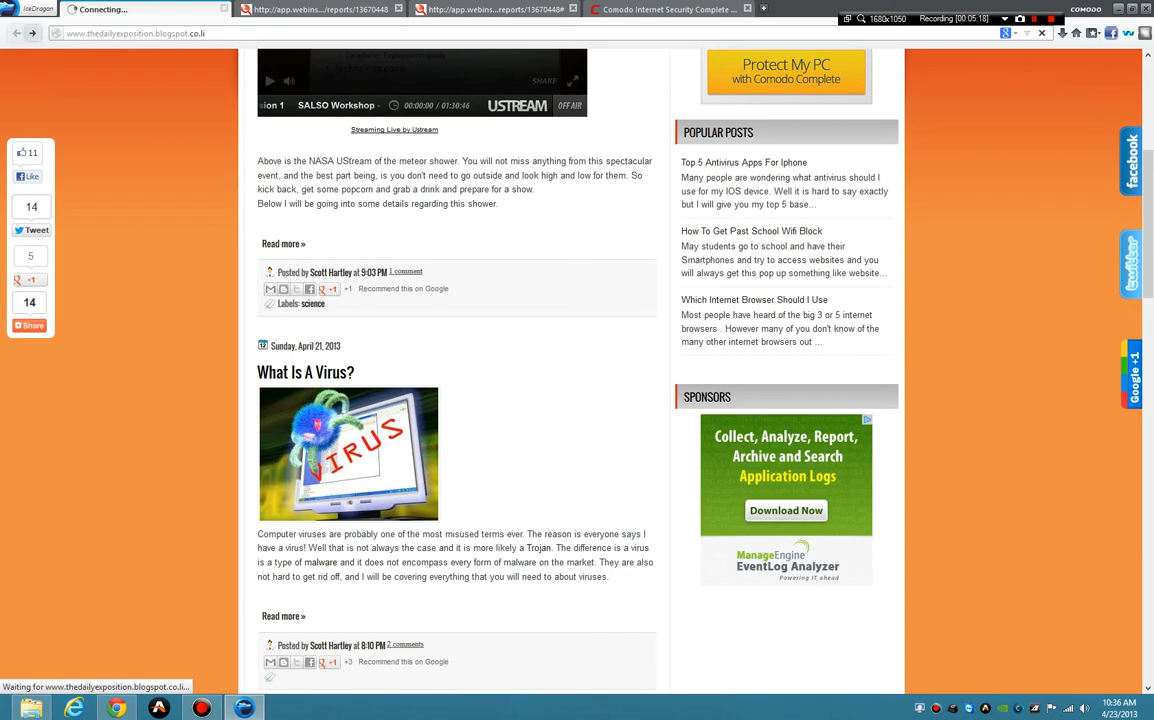 IceDragon
Connecting...
http://app.webins....reports/13670448
http://app.webins....reports/13670448#
Comodo Internet Security Complete ...
COMODO
1680x1050 Recording [00:05:18]
www.thedailyexposition.blogspot.co.li
SHARE
ion 1 SALSO Workshop - 00:00:00 / 01:30:46 USTREAM OFF AIR
Streaming Live by Ustream
Above is the NASA UStream of the meteor shower. You will not miss anything from this spectacular
event, and the best part being, is you don't need to go outside and look high and low for them. So
kick back, get some popcorn and grab a drink and prepare for a show.
Below I will be going into some details regarding this shower.
Read more »
Posted by Scott Hartley at 9:03 PM 1 comment
+1 +1 Recommend this on Google
Labels: science
Sunday, April 21, 2013
What Is A Virus?
VIRUS
Computer viruses are probably one of the most misused terms ever. The reason is everyone says I
have a virus! Well that is not always the case and it is more lilely a Trojan. The difference is a virus
is a type of malware and it does not encompass every form of malware on the market. They are also
not hard to get rid off, and I will be covering everything that you will need to about viruses.
Read more »
Posted by Scott Hartley at 8:10 PM 2 comments
+1 +3 Recommend this on Google
11
Like
14
Tweet
5
+1
14
Share
Protect My PC
with Comodo Complete
POPULAR POSTS
Top 5 Antivirus Apps For Iphone
Many people are wondering what antivirus should I
use for my IOS device. Well it is hard to say exactly
but I will give you my top 5 base...
How To Get Past School Wifi Block
May students go to school and have their
Smartphones and try to access websites and you
will always get this pop up something like website...
Which Internet Browser Should I Use
Most people have heard of the big 3 or 5 internet
browsers . However many of you don't know of the
many other internet browsers out ...
SPONSORS
Collect, Analyze, Report,
Archive and Search
Application Logs
Download Now
ManageEngine
EventLog Analyzer
Powering IT ahead
facebook
twitter
Google +1
Waiting for www.thedailyexposition.blogspot.co.li...
10:36 AM
4/23/2013